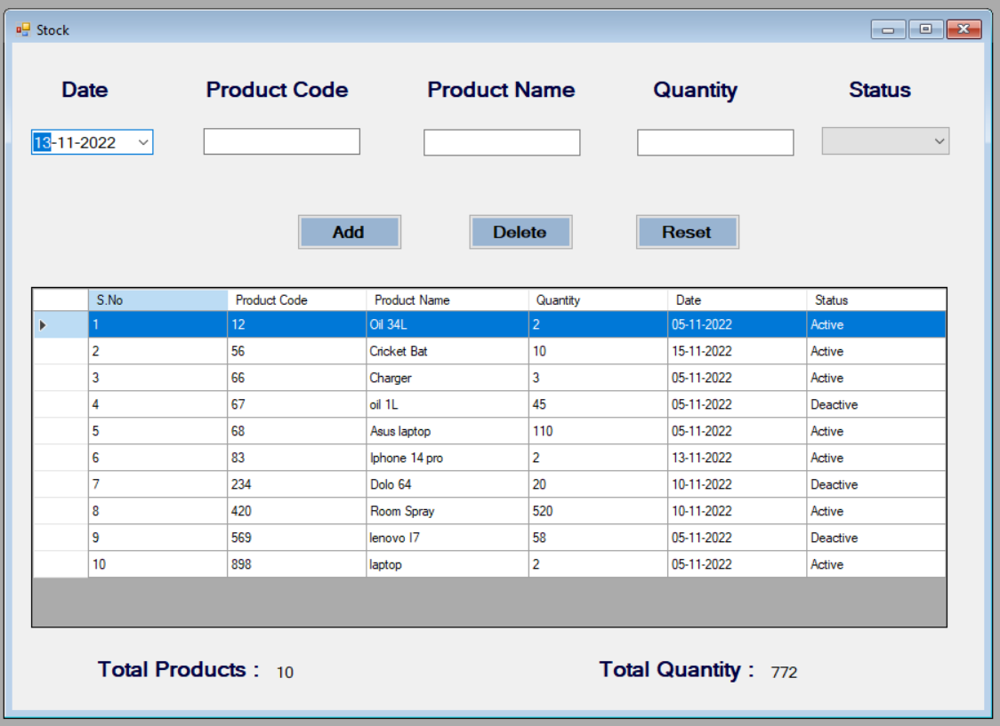 Stock
Date Product Code Product Name Quantity Status
13-11-2022
Add Delete Reset
S.No Product Code Product Name Quantity Date Status
1 12 Oil 34L 2 05-11-2022 Active
2 56 Cricket Bat 10 15-11-2022 Active
3 66 Charger 3 05-11-2022 Active
4 67 oil 1L 45 05-11-2022 Deactive
5 68 Asus laptop 110 05-11-2022 Active
6 83 Iphone 14 pro 2 13-11-2022 Active
7 234 Dolo 64 20 10-11-2022 Deactive
8 420 Room Spray 520 10-11-2022 Active
9 569 lenovo I7 58 05-11-2022 Deactive
10 898 laptop 2 05-11-2022 Active
Total Products : 10 Total Quantity : 772